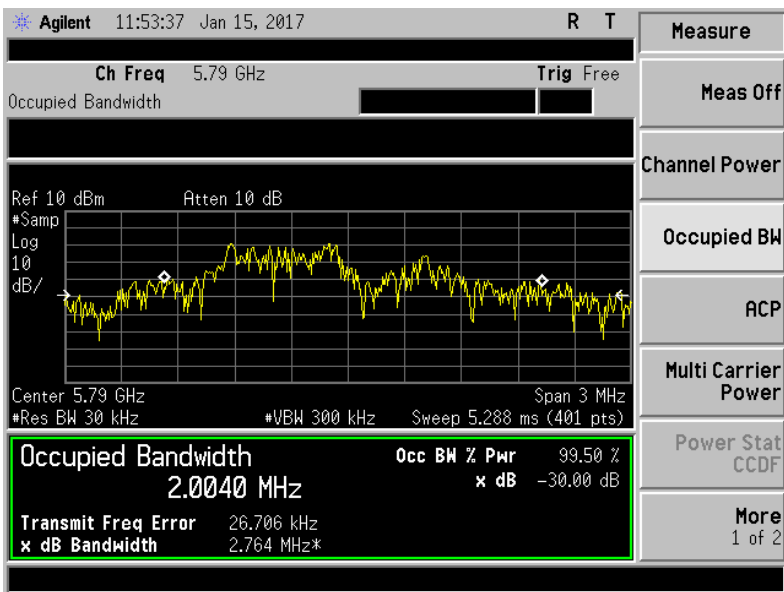 Agilent 11:53:37 Jan 15, 2017 R T
Measure
Ch Freq 5.79 GHz Trig Free
Occupied Bandwidth
Meas Off
Channel Power
Occupied BW
ACP
Multi Carrier
Power
Power Stat
CCDF
More
1 of 2
Ref 10 dBm Atten 10 dB
#Samp
Log
10
dB/
Center 5.79 GHz Span 3 MHz
#Res BW 30 kHz #VBW 300 kHz Sweep 5.288 ms (401 pts)
Occupied Bandwidth
2.0040 MHz
Occ BW % Pwr 99.50 %
x dB -30.00 dB
Transmit Freq Error 26.706 kHz
x dB Bandwidth 2.764 MHz*